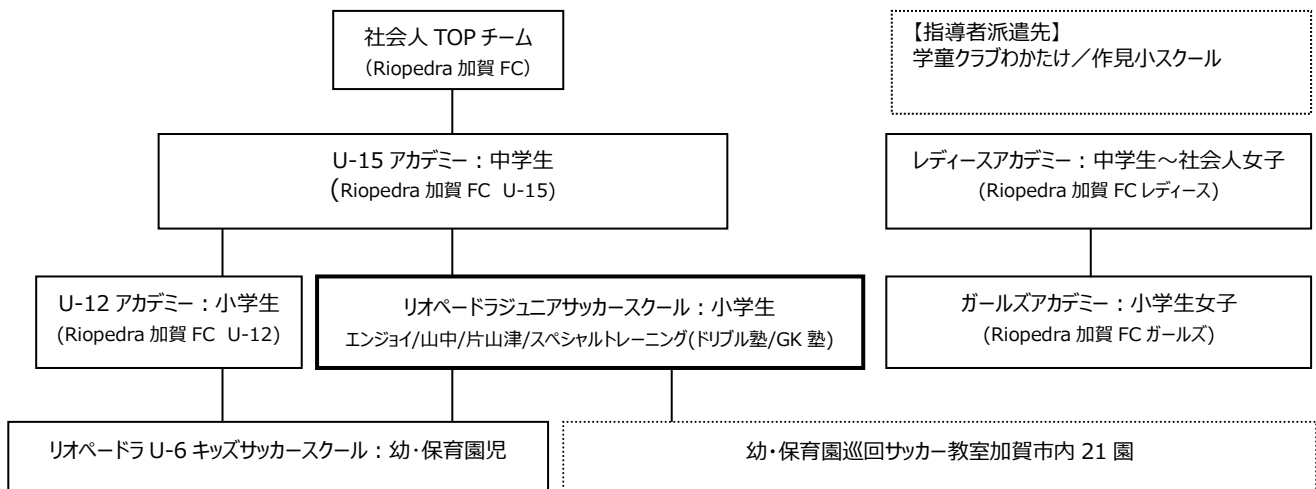 社会人 TOP チーム
(Riopedra 加賀 FC)
【指導者派遣先】
学童クラブわかたけ／作見小スクール
U-15 アカデミー：中学生
(Riopedra 加賀 FC U-15)
レディースアカデミー：中学生～社会人女子
(Riopedra 加賀 FC レディース)
U-12 アカデミー：小学生
(Riopedra 加賀 FC U-12)
リオペードラジュニアサッカースクール：小学生
エンジョイ/山中/片山津/スペシャルトレーニング(ドリブル塾/GK 塾)
ガールズアカデミー：小学生女子
(Riopedra 加賀 FC ガールズ)
リオペードラ U-6 キッズサッカースクール：幼・保育園児
幼・保育園巡回サッカー教室加賀市内 21 園